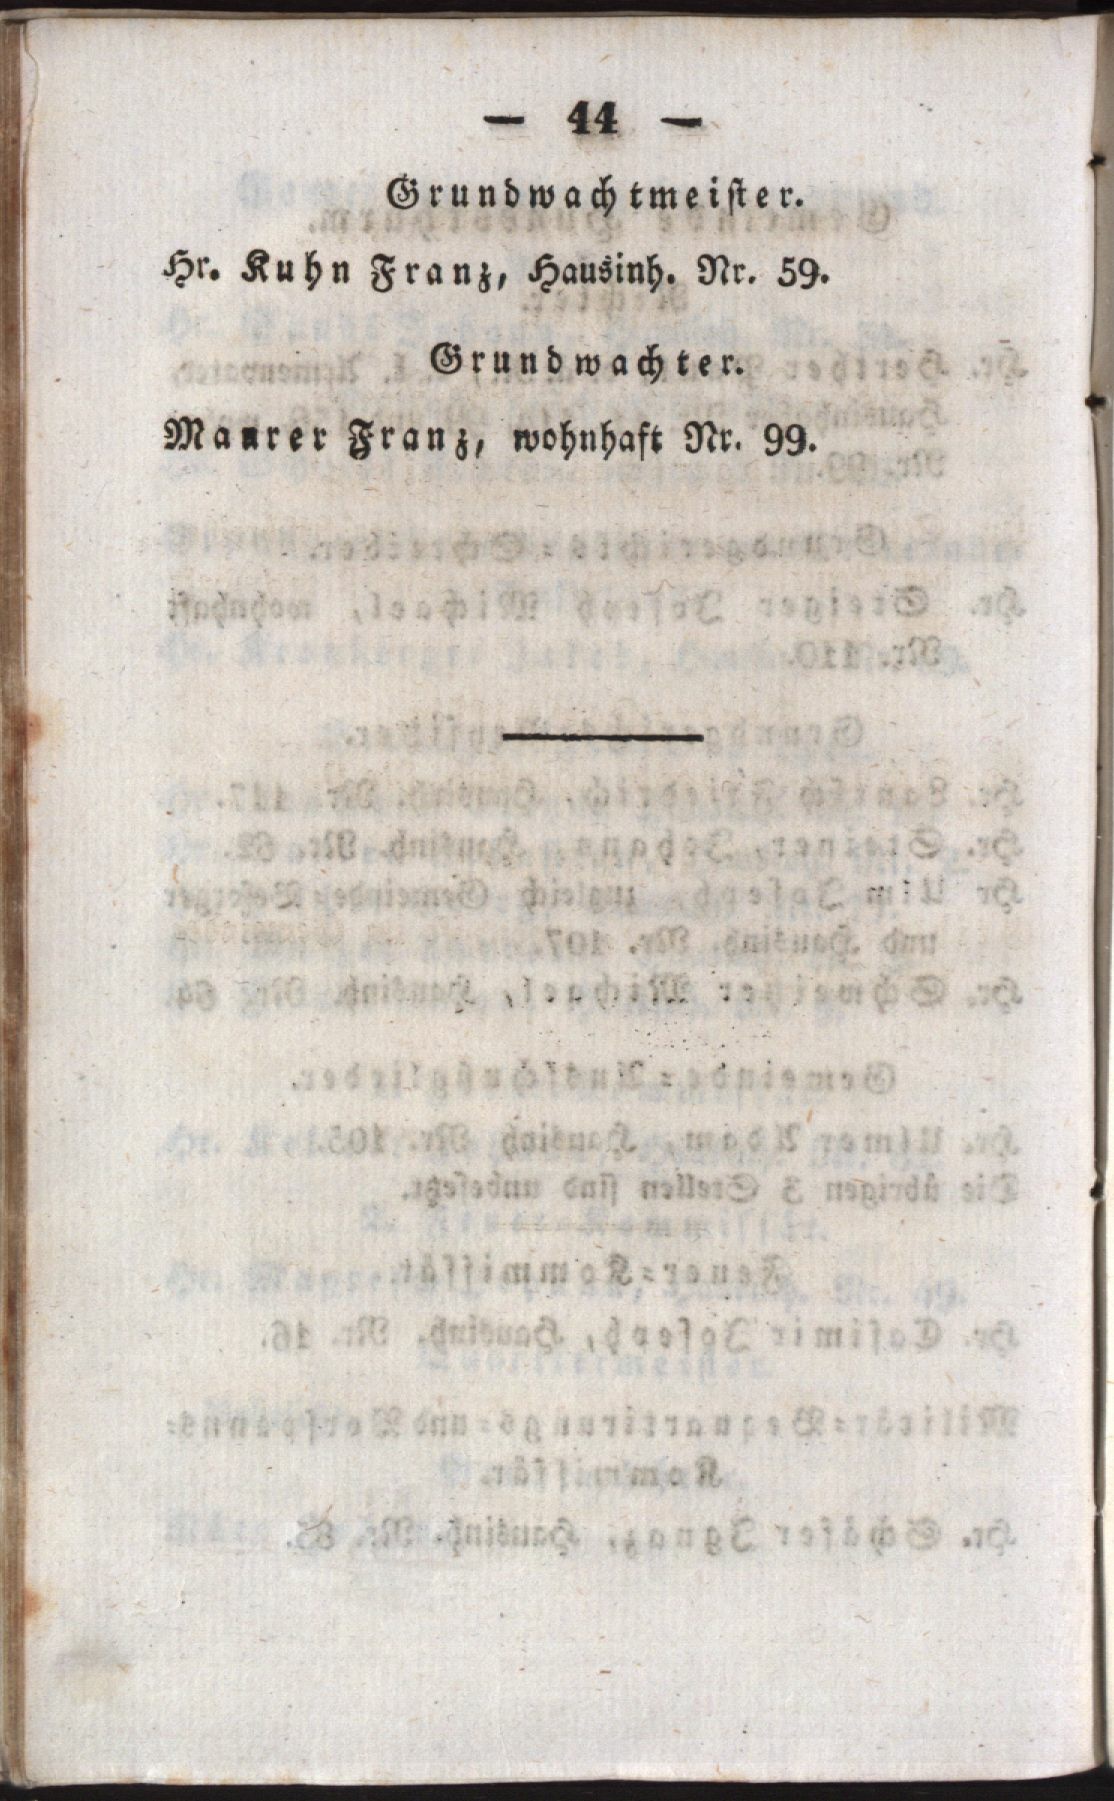 — 44 —
Grundwachtmeister.
Hr. Kuhn Franz, Hausinh. Nr. 59.
Grundwachter.
Maurer Franz, wohnhaft Nr. 99.